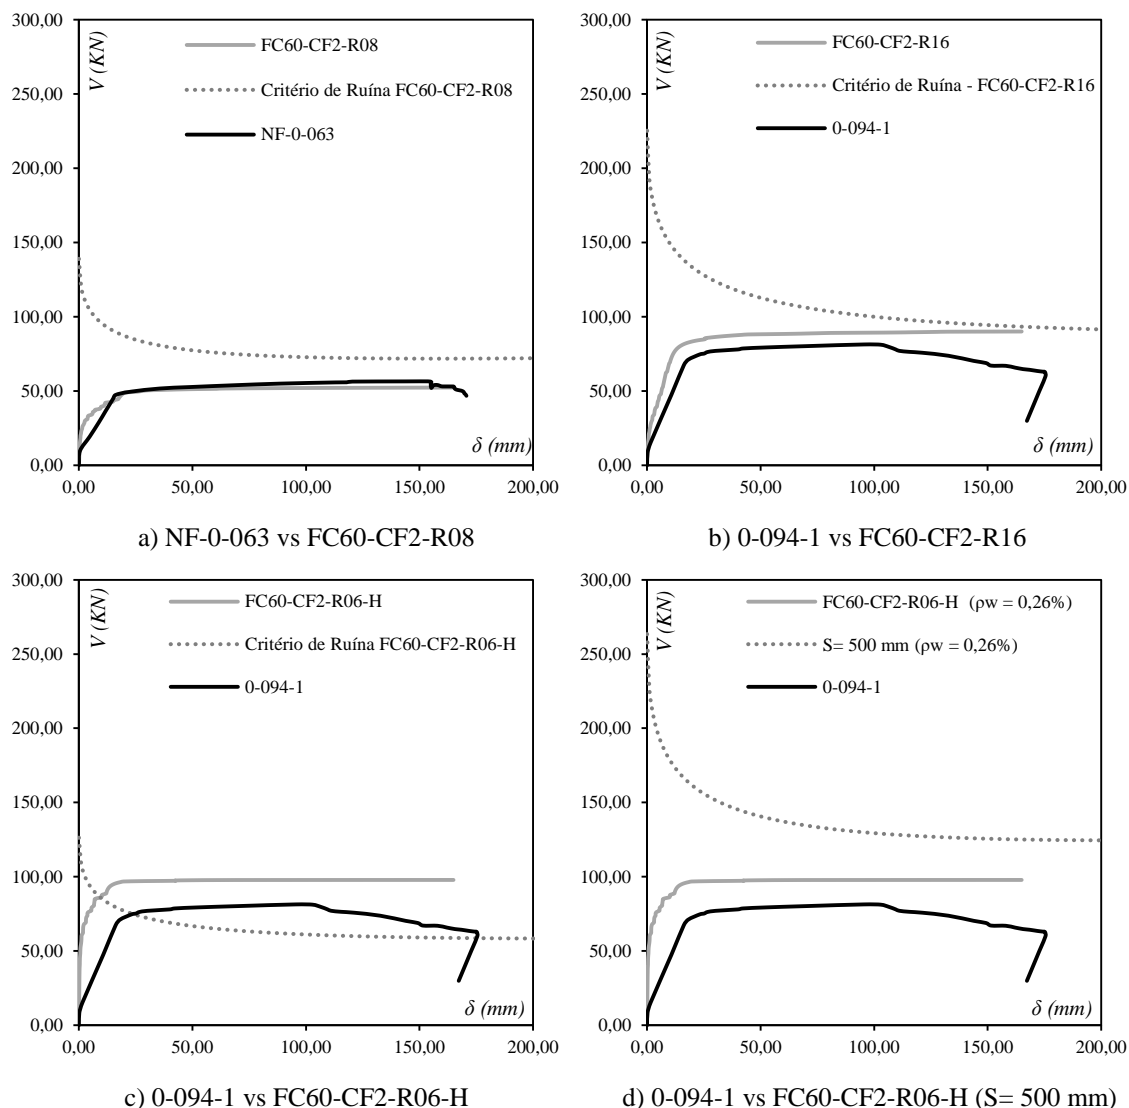 300,00
250,00
200,00
150,00
100,00
50,00
0,00
V (KN)
FC60-CF2-R08
Critério de Ruína FC60-CF2-R08
NF-0-063
δ (mm)
0,00 50,00 100,00 150,00 200,00
a) NF-0-063 vs FC60-CF2-R08
300,00
250,00
200,00
150,00
100,00
50,00
0,00
V (KN)
FC60-CF2-R16
Critério de Ruína - FC60-CF2-R16
0-094-1
δ (mm)
0,00 50,00 100,00 150,00 200,00
b) 0-094-1 vs FC60-CF2-R16
300,00
250,00
200,00
150,00
100,00
50,00
0,00
V (KN)
FC60-CF2-R06-H
Critério de Ruína FC60-CF2-R06-H
0-094-1
δ (mm)
0,00 50,00 100,00 150,00 200,00
c) 0-094-1 vs FC60-CF2-R06-H
300,00
250,00
200,00
150,00
100,00
50,00
0,00
V (KN)
FC60-CF2-R06-H (ρw = 0,26%)
S= 500 mm (ρw = 0,26%)
0-094-1
δ (mm)
0,00 50,00 100,00 150,00 200,00
d) 0-094-1 vs FC60-CF2-R06-H (S= 500 mm)